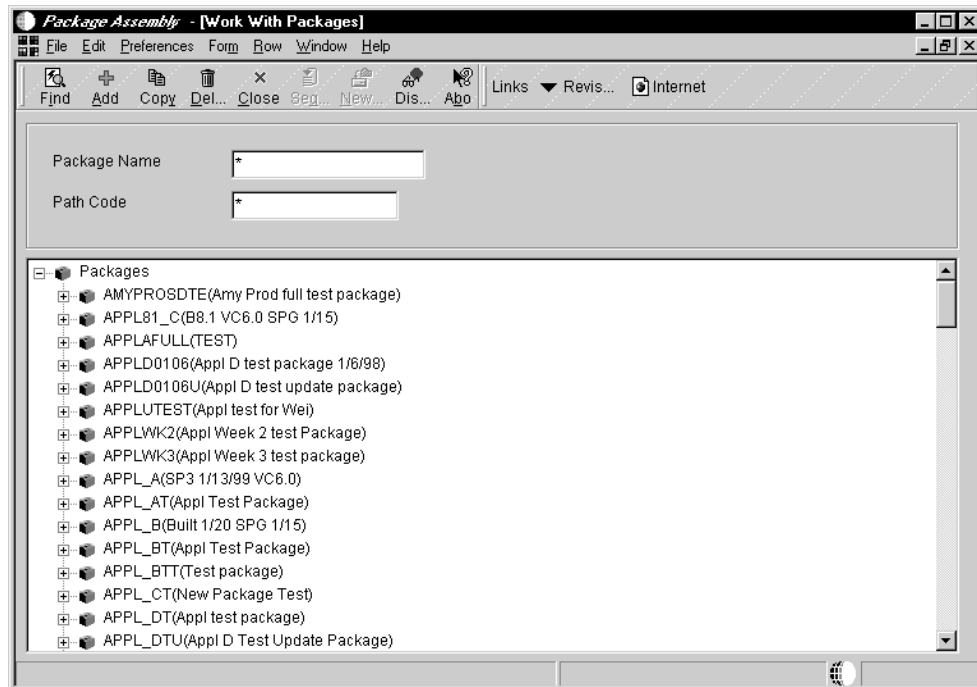 Package Assembly - [Work With Packages]
File Edit Preferences Form Row Window Help
Find Add Copy Del... Close Seq... New... Dis... Abo Links Revis... Internet
Package Name *
Path Code *
Packages
AMYPROSDTE(Amy Prod full test package)
APPL81_C(B8.1 VC6.0 SPG 1/15)
APPLAFULL(TEST)
APPLD0106(Appl D test package 1/6/98)
APPLD0106U(Appl D test update package)
APPLUTEST(Appl test for Wei)
APPLWK2(Appl Week 2 test Package)
APPLWK3(Appl Week 3 test package)
APPL_A(SP3 1/13/99 VC6.0)
APPL_AT(Appl Test Package)
APPL_B(Built 1/20 SPG 1/15)
APPL_BT(Appl Test Package)
APPL_BTT(Test package)
APPL_CT(New Package Test)
APPL_DT(Appl test package)
APPL_DTU(Appl D Test Update Package)